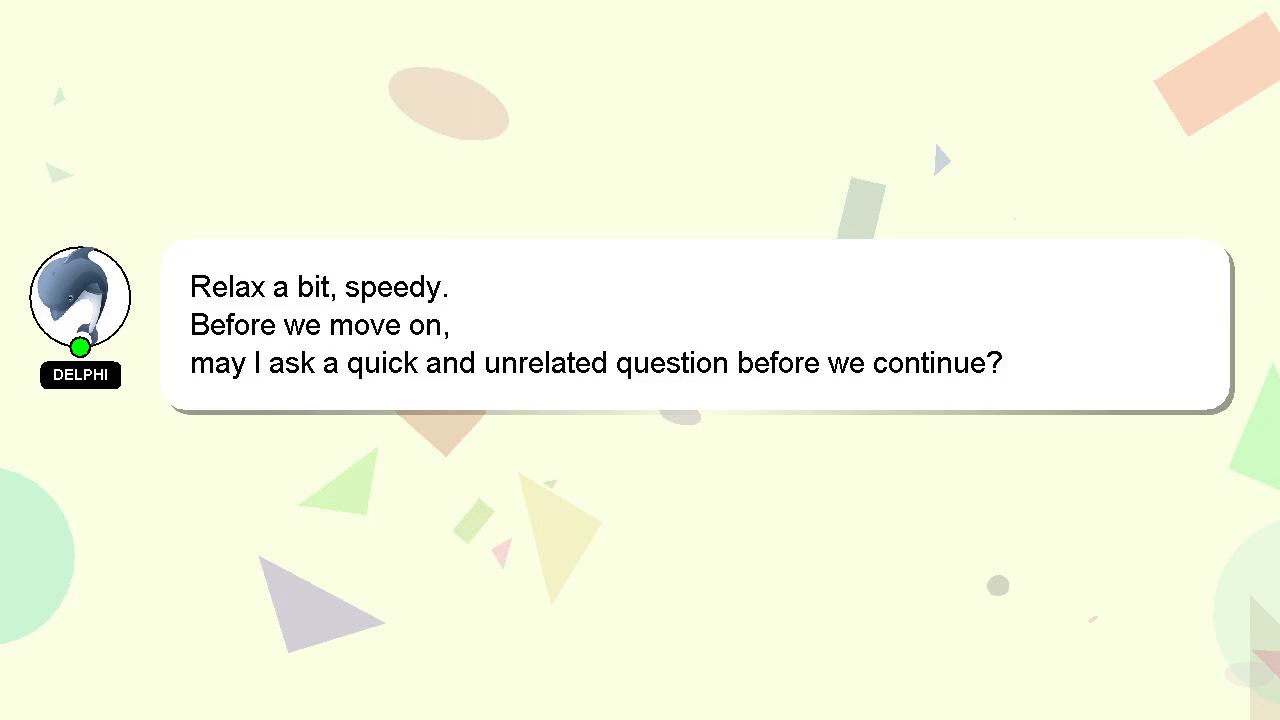 Relax a bit, speedy.
Before we move on,
may I ask a quick and unrelated question before we continue?
DELPHI